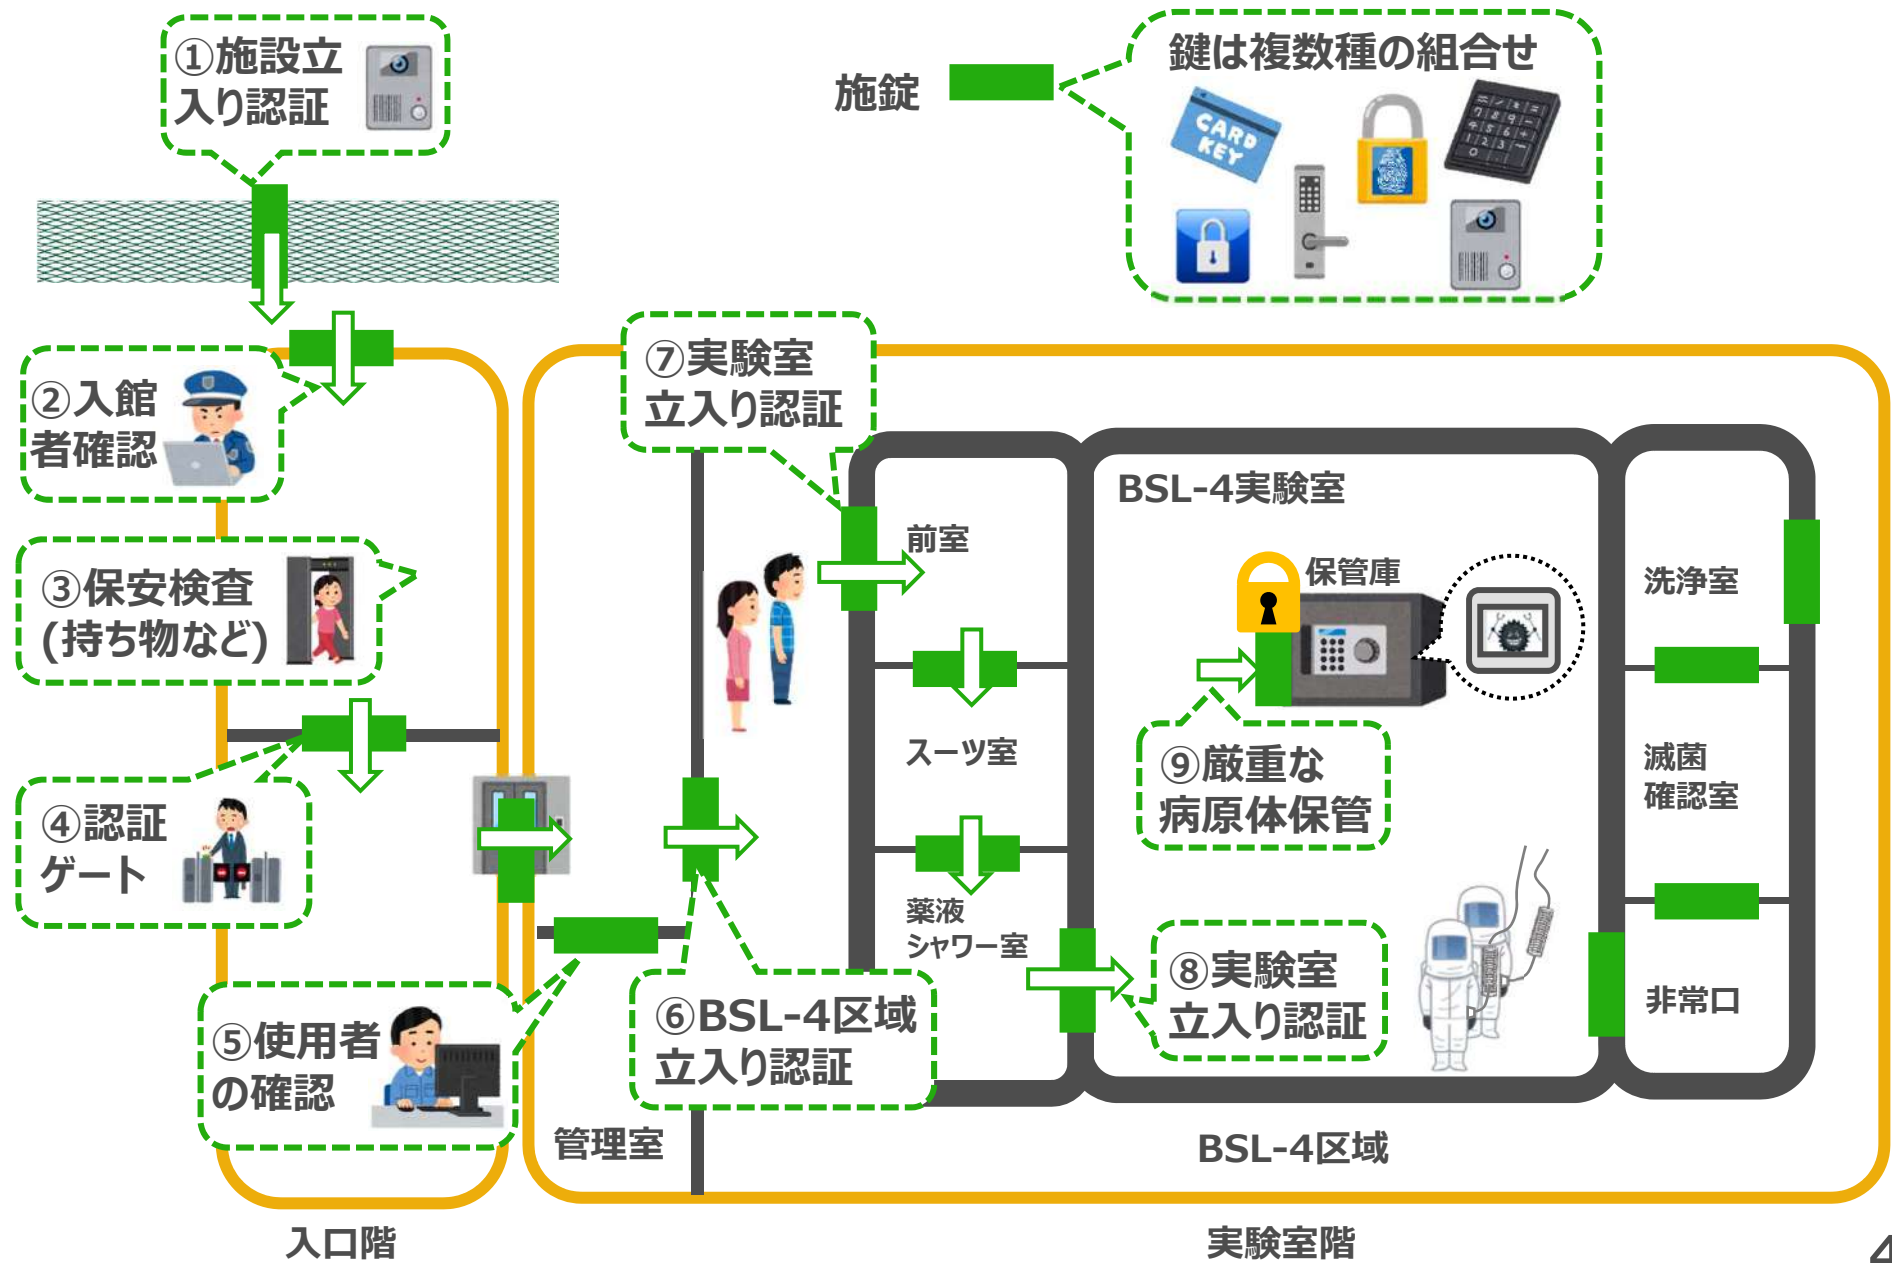 ①施設立
入り認証
施錠
鍵は複数種の組合せ
CARD
KEY
②入館
者確認
③保安検査
(持ち物など)
④認証
ゲート
⑤使用者
の確認
⑥BSL-4区域
立入り認証
⑦実験室
立入り認証
前室
スーツ室
薬液
シャワー室
BSL-4実験室
保管庫
⑨厳重な
病原体保管
⑧実験室
立入り認証
洗浄室
滅菌
確認室
非常口
管理室
BSL-4区域
入口階
実験室階
4